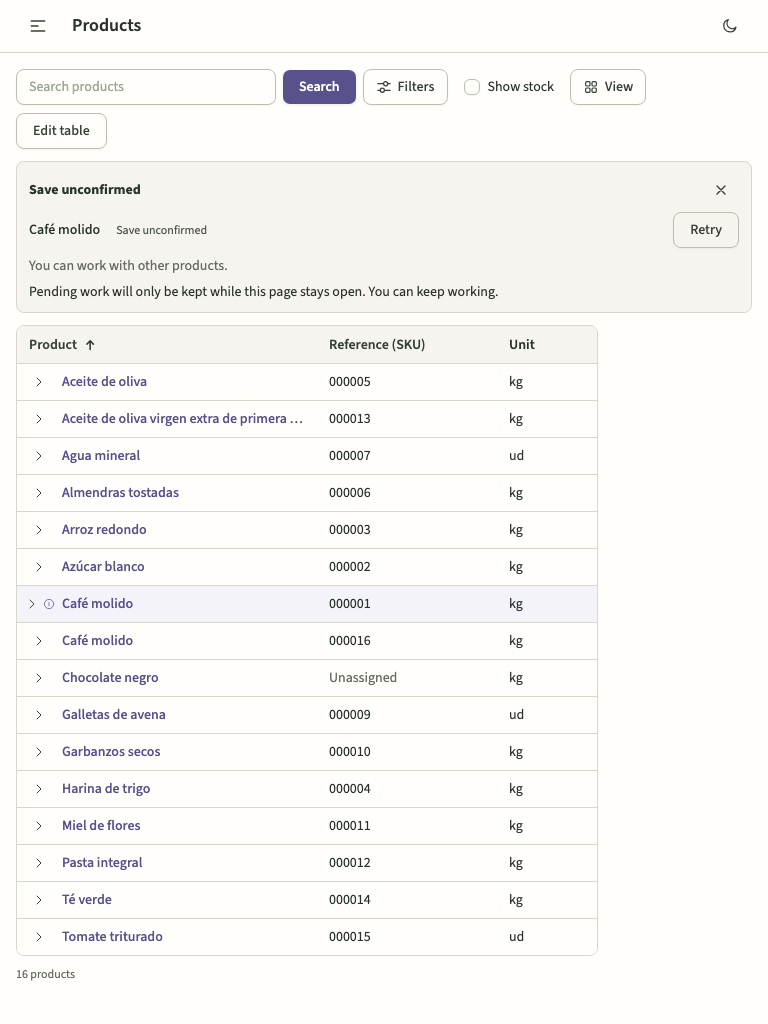 Products
Search products
Search
Filters
Show stock
View
Edit table
Save unconfirmed
Café molido Save unconfirmed
Retry
You can work with other products.
Pending work will only be kept while this page stays open. You can keep working.
Product Reference (SKU) Unit
Aceite de oliva 000005 kg
Aceite de oliva virgen extra de primera … 000013 kg
Agua mineral 000007 ud
Almendras tostadas 000006 kg
Arroz redondo 000003 kg
Azúcar blanco 000002 kg
Café molido 000001 kg
Café molido 000016 kg
Chocolate negro Unassigned kg
Galletas de avena 000009 ud
Garbanzos secos 000010 kg
Harina de trigo 000004 kg
Miel de flores 000011 kg
Pasta integral 000012 kg
Té verde 000014 kg
Tomate triturado 000015 ud
16 products